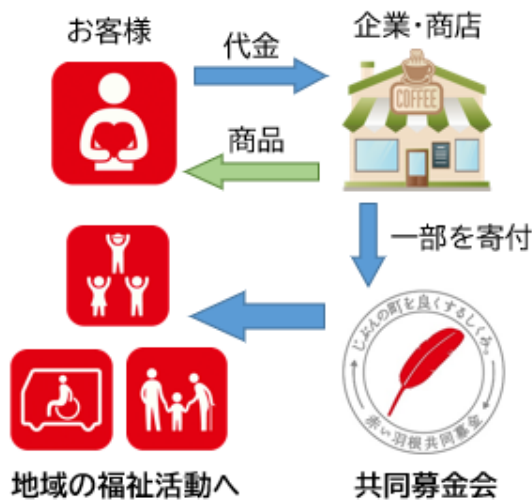 お客様
企業・商店
代金
COFFEE
商品
一部を寄付
じぶんの町を良くするしくみ。
赤い羽根共同募金
地域の福祉活動へ
共同募金会